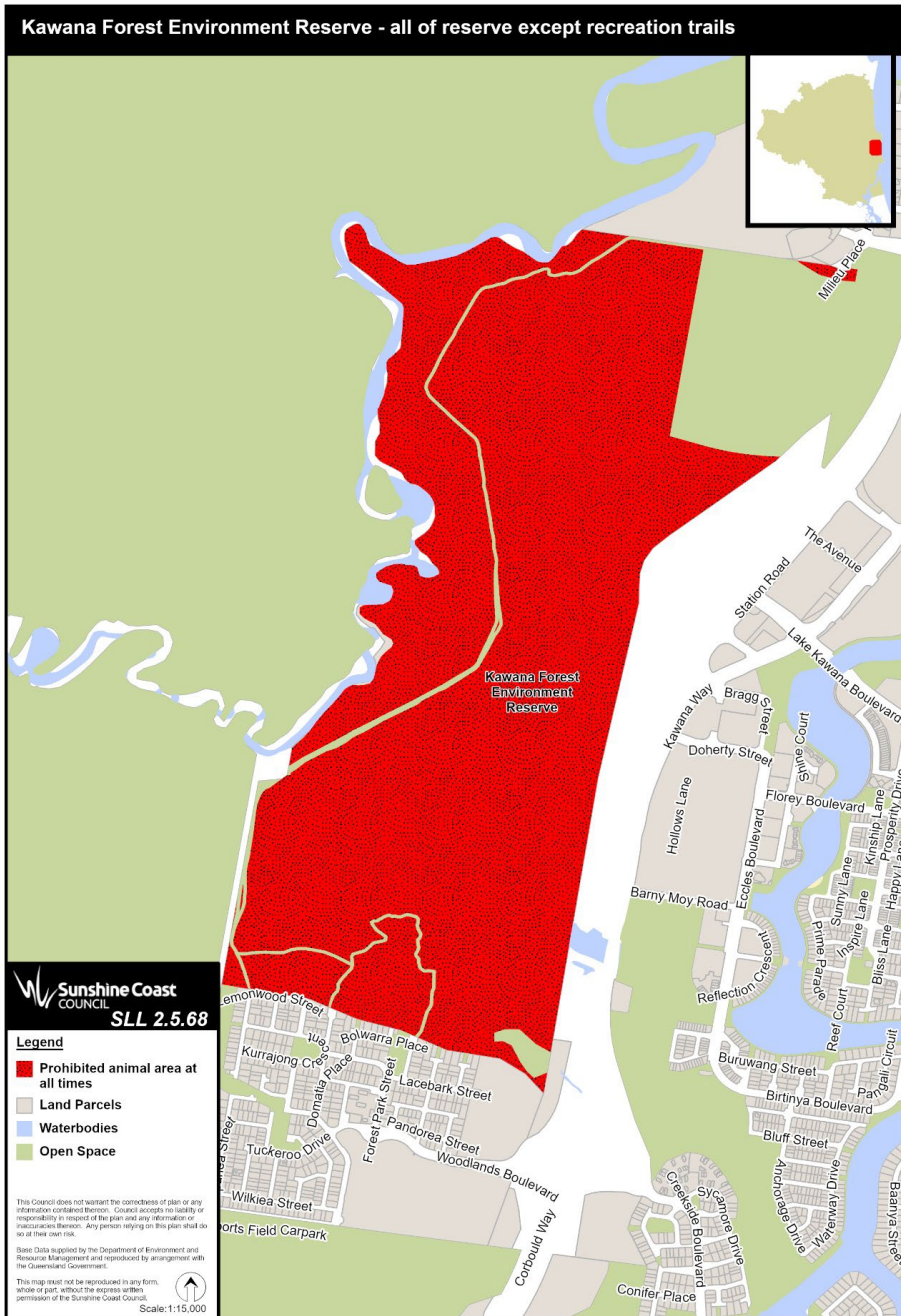 Kawana Forest Environment Reserve - all of reserve except recreation trails
Milieu Place
The Avenue
Station Road
Lake Kawana Boulevard
Kawana Forest
Environment
Reserve
Kawana Way
Bragg Street
Shine Court
Doherty Street
Hollows Lane
Florey Boulevard
Kinship Lane
Prosperity Drive
Eccles Boulevard
Sunny Lane
Happy Lane
Barny Moy Road
Inspire Lane
Bliss Lane
Prime Parade
Reflection Crescent
Reef Court
Sunshine Coast
COUNCIL
SLL 2.5.68
Lemonwood Street
Bolwarra Place
Kurrajong Crescent
Domatia Place
Forest Park Street
Lacebark Street
Buruwang Street
Pangali Circuit
Birtinya Boulevard
Bluff Street
Pandorea Street
Tuckeroo Drive
Woodlands Boulevard
Wilkiea Street
Anchorage Drive
Waterway Drive
Baanya Street
Sycamore Drive
Creekside Boulevard
ports Field Carpark
Corbould Way
Conifer Place
Legend
Prohibited animal area at
all times
Land Parcels
Waterbodies
Open Space
This Council does not warrant the correctness of plan or any
information contained thereon. Council accepts no liability or
responsibility in respect of the plan and any information or
inaccuracies thereon. Any person relying on this plan shall do
so at their own risk.
Base Data supplied by the Department of Environment and
Resource Management and reproduced by arrangement with
the Queensland Government.
This map must not be reproduced in any form,
whole or part, without the express written
permission of the Sunshine Coast Council.
Scale:1:15,000